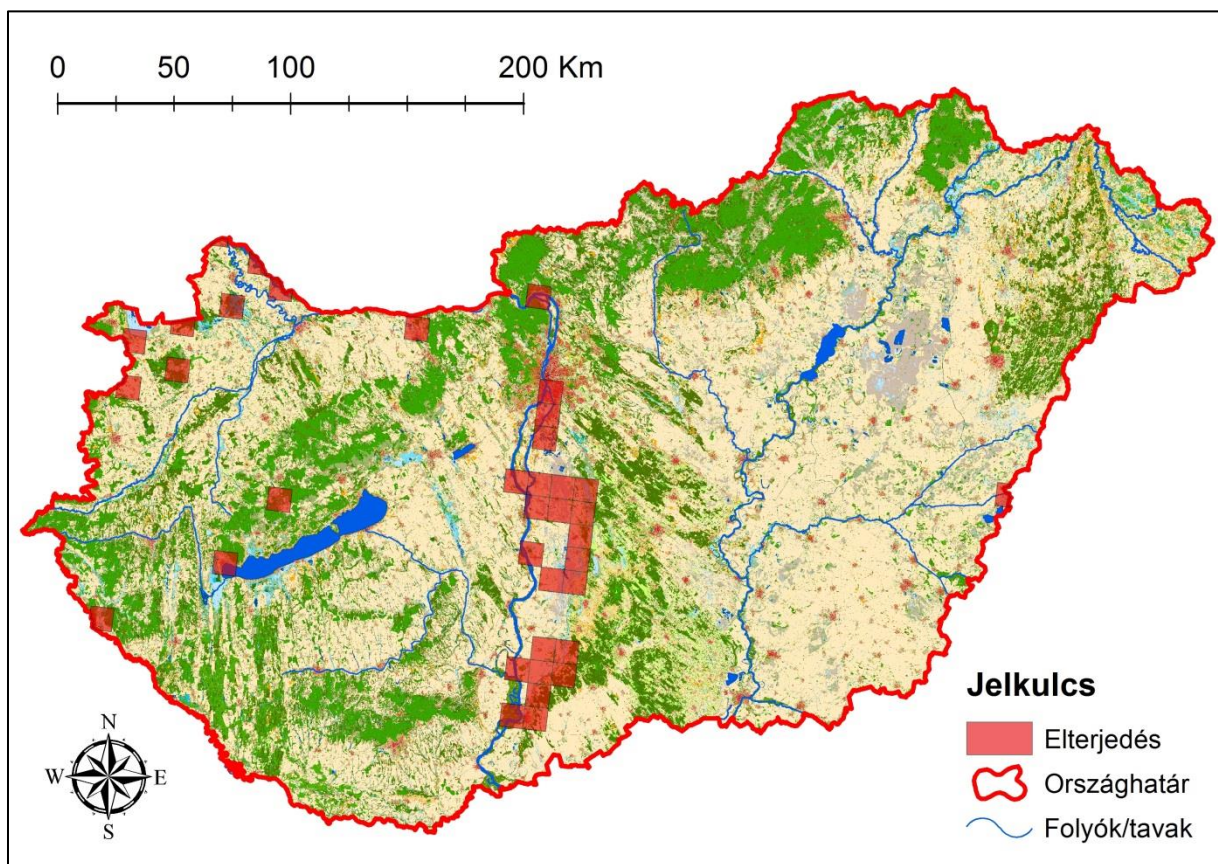 0 50 100 200 Km
Jelkulcs
Elterjedés
Országhatár
Folyók/tavak
N
W E
S